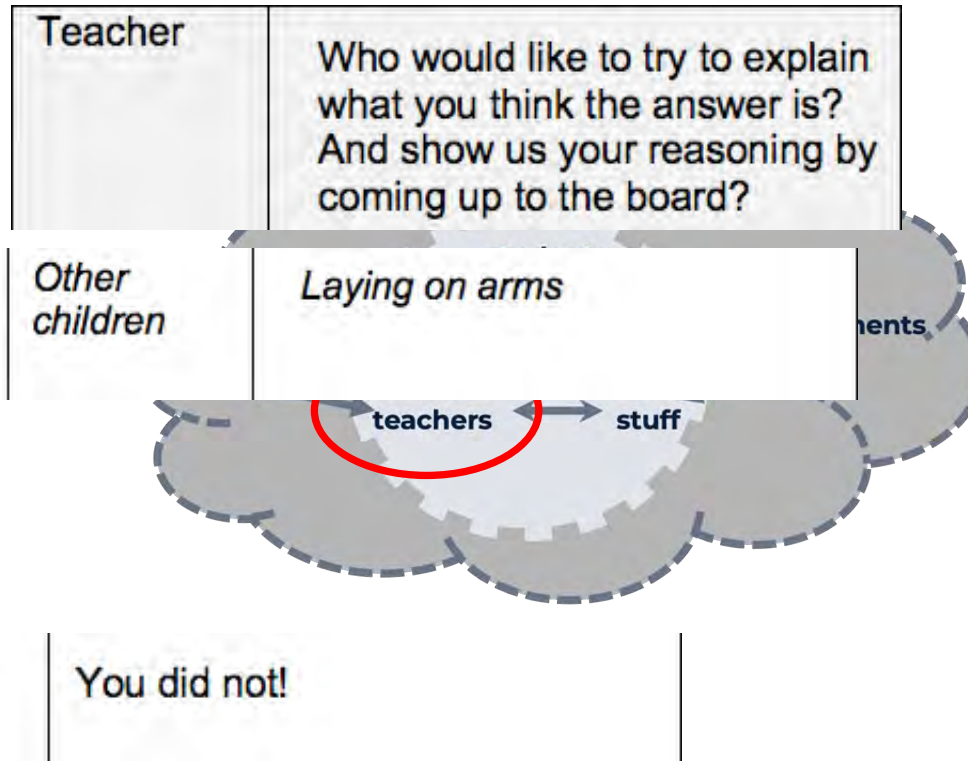 Teacher
Who would like to try to explain
what you think the answer is?
And show us your reasoning by
coming up to the board?
Other
children
Laying on arms
teachers
stuff
You did not!